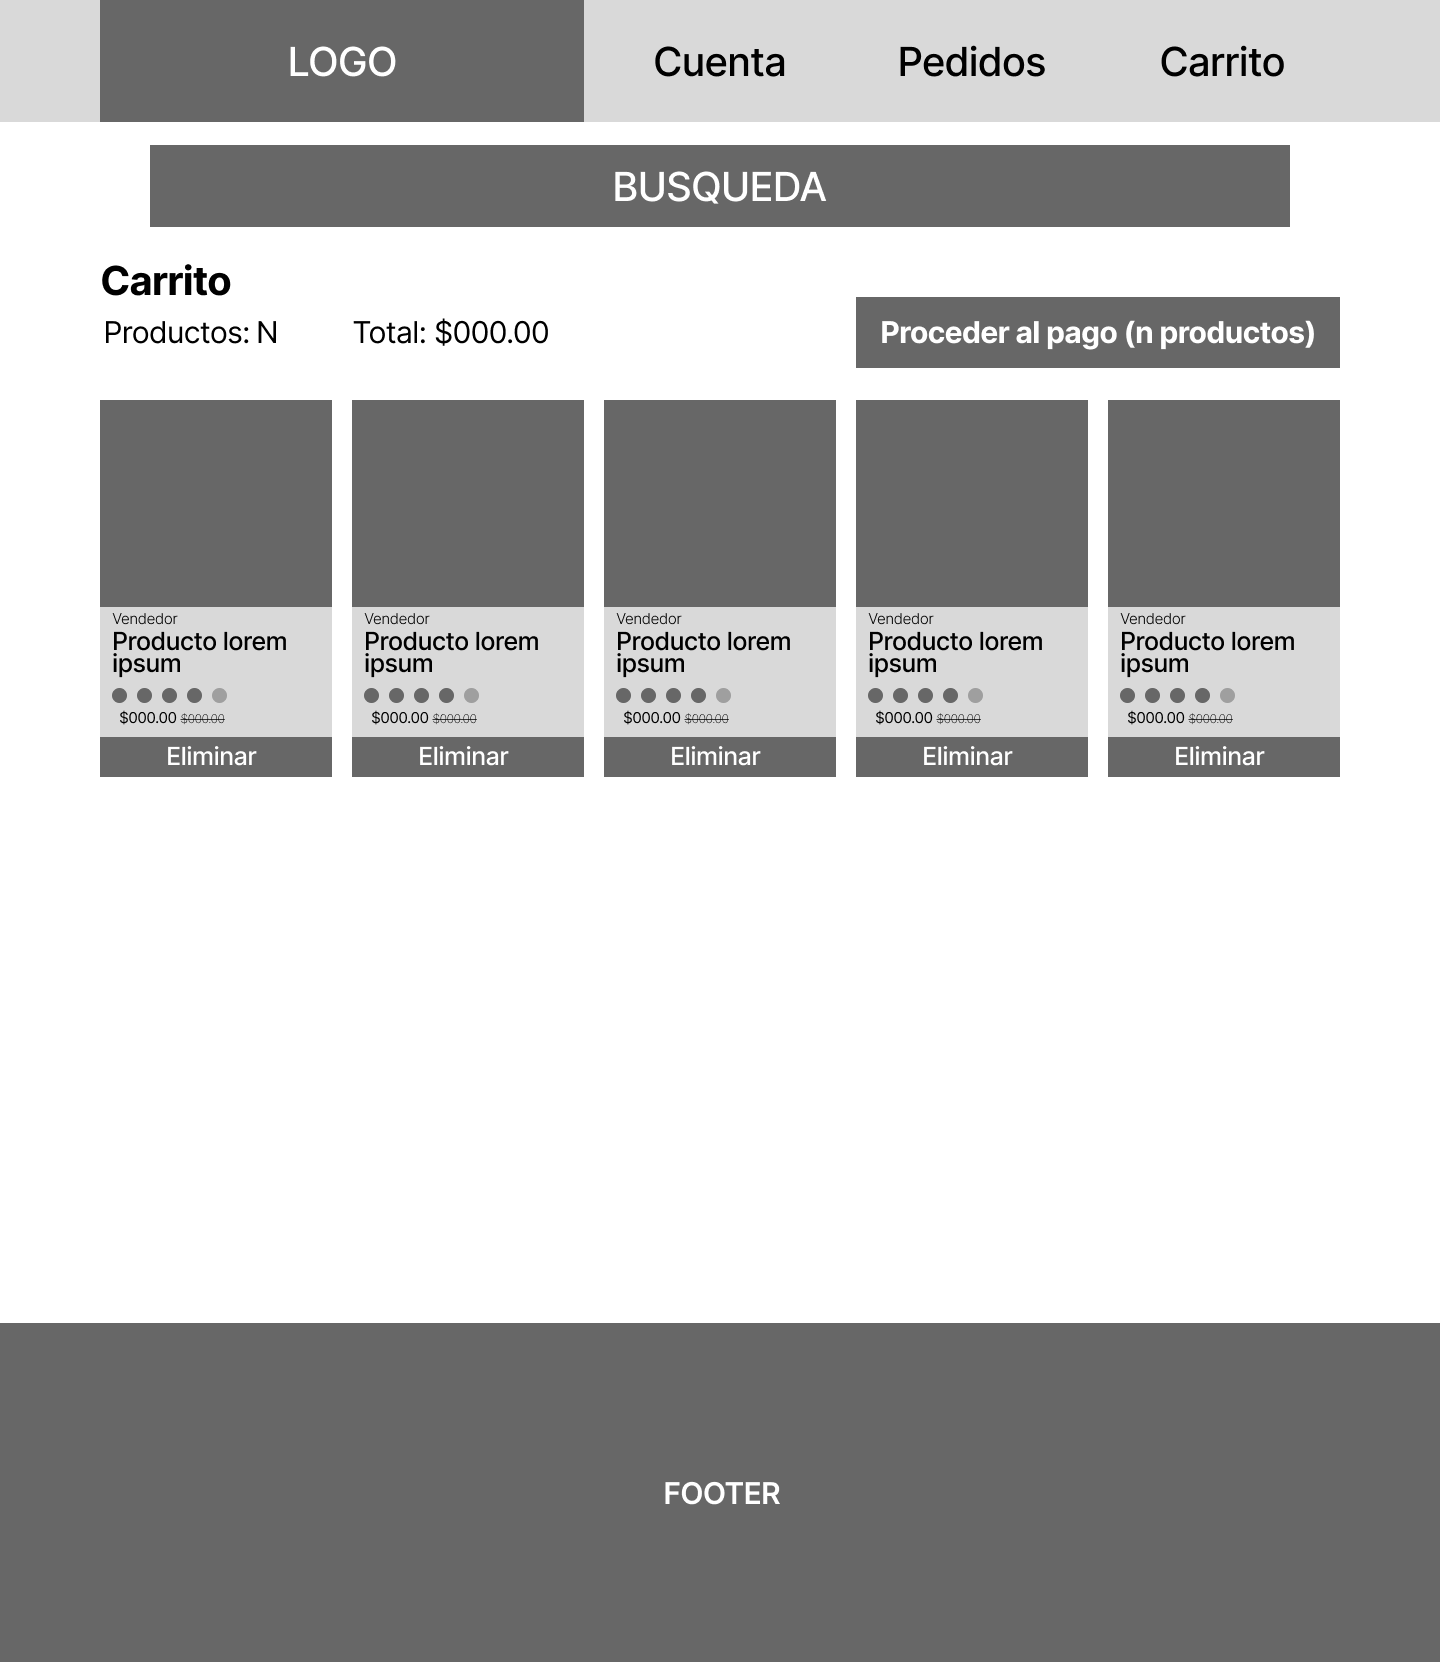 LOGO Cuenta Pedidos Carrito
BUSQUEDA
Carrito
Productos: N Total: $000.00 Proceder al pago (n productos)
Vendedor
Producto lorem
ipsum
$000.00 $000.00
Eliminar
Vendedor
Producto lorem
ipsum
$000.00 $000.00
Eliminar
Vendedor
Producto lorem
ipsum
$000.00 $000.00
Eliminar
Vendedor
Producto lorem
ipsum
$000.00 $000.00
Eliminar
Vendedor
Producto lorem
ipsum
$000.00 $000.00
Eliminar
FOOTER